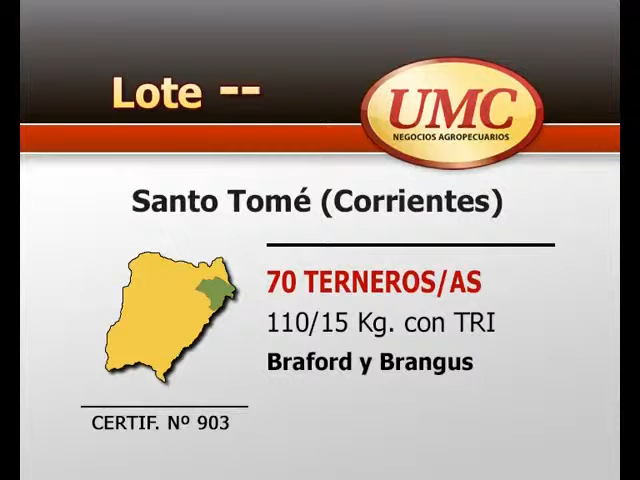 Lote --
UMC
NEGOCIOS AGROPECUARIOS
Santo Tomé (Corrientes)
70 TERNEROS/AS
110/15 Kg. con TRI
Braford y Brangus
CERTIF. Nº 903